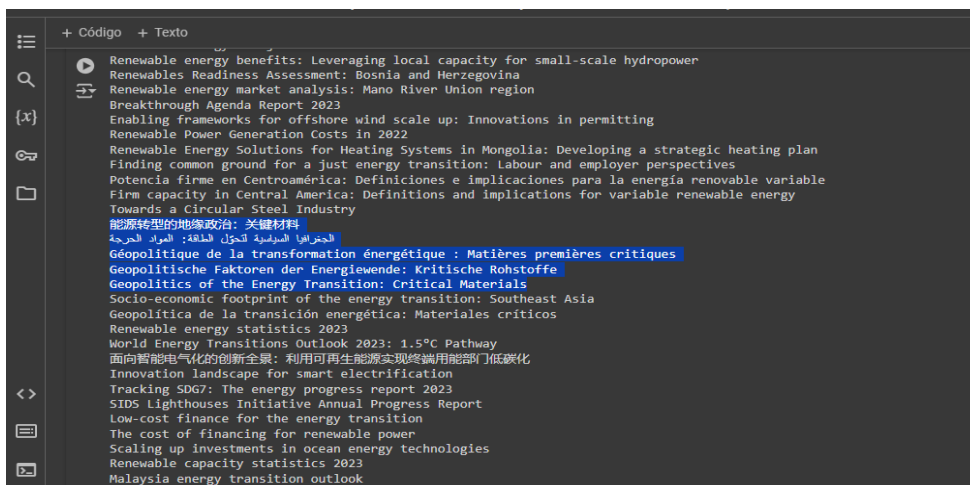 + Código + Texto
Renewable energy benefits: Leveraging local capacity for small-scale hydropower
Renewables Readiness Assessment: Bosnia and Herzegovina
Renewable energy market analysis: Mano River Union region
Breakthrough Agenda Report 2023
Enabling frameworks for offshore wind scale up: Innovations in permitting
Renewable Power Generation Costs in 2022
Renewable Energy Solutions for Heating Systems in Mongolia: Developing a strategic heating plan
Finding common ground for a just energy transition: Labour and employer perspectives
Potencia firme en Centroamérica: Definiciones e implicaciones para la energía renovable variable
Firm capacity in Central America: Definitions and implications for variable renewable energy
Towards a Circular Steel Industry
能源转型的地缘政治：关键材料
الجغرافيا السياسية لتحوّل الطاقة: المواد الحرجة
Géopolitique de la transformation énergétique : Matières premières critiques
Geopolitische Faktoren der Energiewende: Kritische Rohstoffe
Geopolitics of the Energy Transition: Critical Materials
Socio-economic footprint of the energy transition: Southeast Asia
Geopolítica de la transición energética: Materiales críticos
Renewable energy statistics 2023
World Energy Transitions Outlook 2023: 1.5°C Pathway
面向智能电气化的创新全景：利用可再生能源实现终端用能部门低碳化
Innovation landscape for smart electrification
Tracking SDG7: The energy progress report 2023
SIDS Lighthouses Initiative Annual Progress Report
Low-cost finance for the energy transition
The cost of financing for renewable power
Scaling up investments in ocean energy technologies
Renewable capacity statistics 2023
Malaysia energy transition outlook
{x}